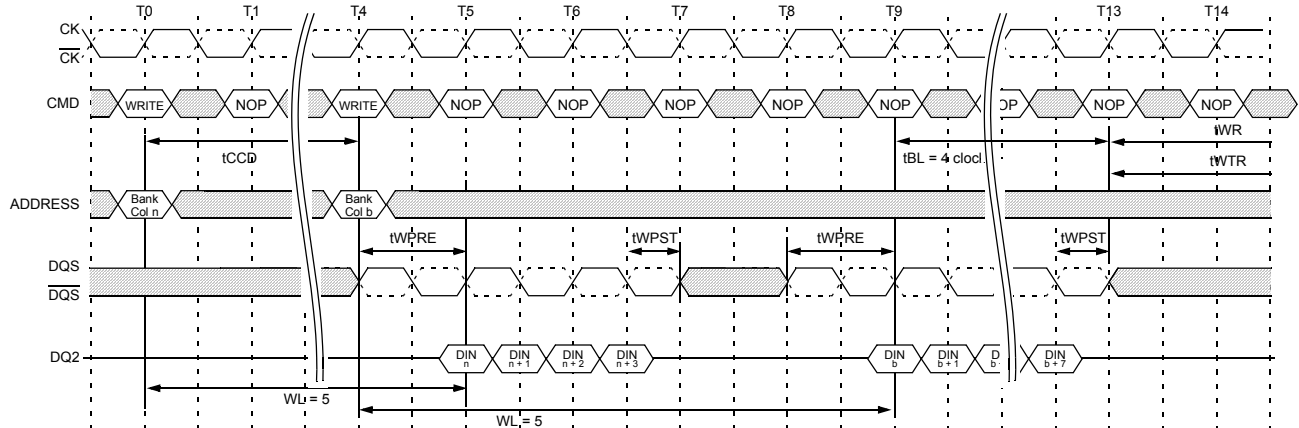 T0 T1 T4 T5 T6 T7 T8 T9 T13 T14
CK
CK
CMD WRITE NOP WRITE NOP NOP NOP NOP NOP OP NOP NOP
tCCD tBL = 4 cloc tWR
tWTR
ADDRESS Bank Col n Bank Col b
tWPRE tWPST tWPRE tWPST
DQS
DQS
DQ2 DIN n DIN n + 1 DIN n + 2 DIN n + 3 DIN b DIN b + 1 D b DIN b + 7
WL = 5
WL = 5